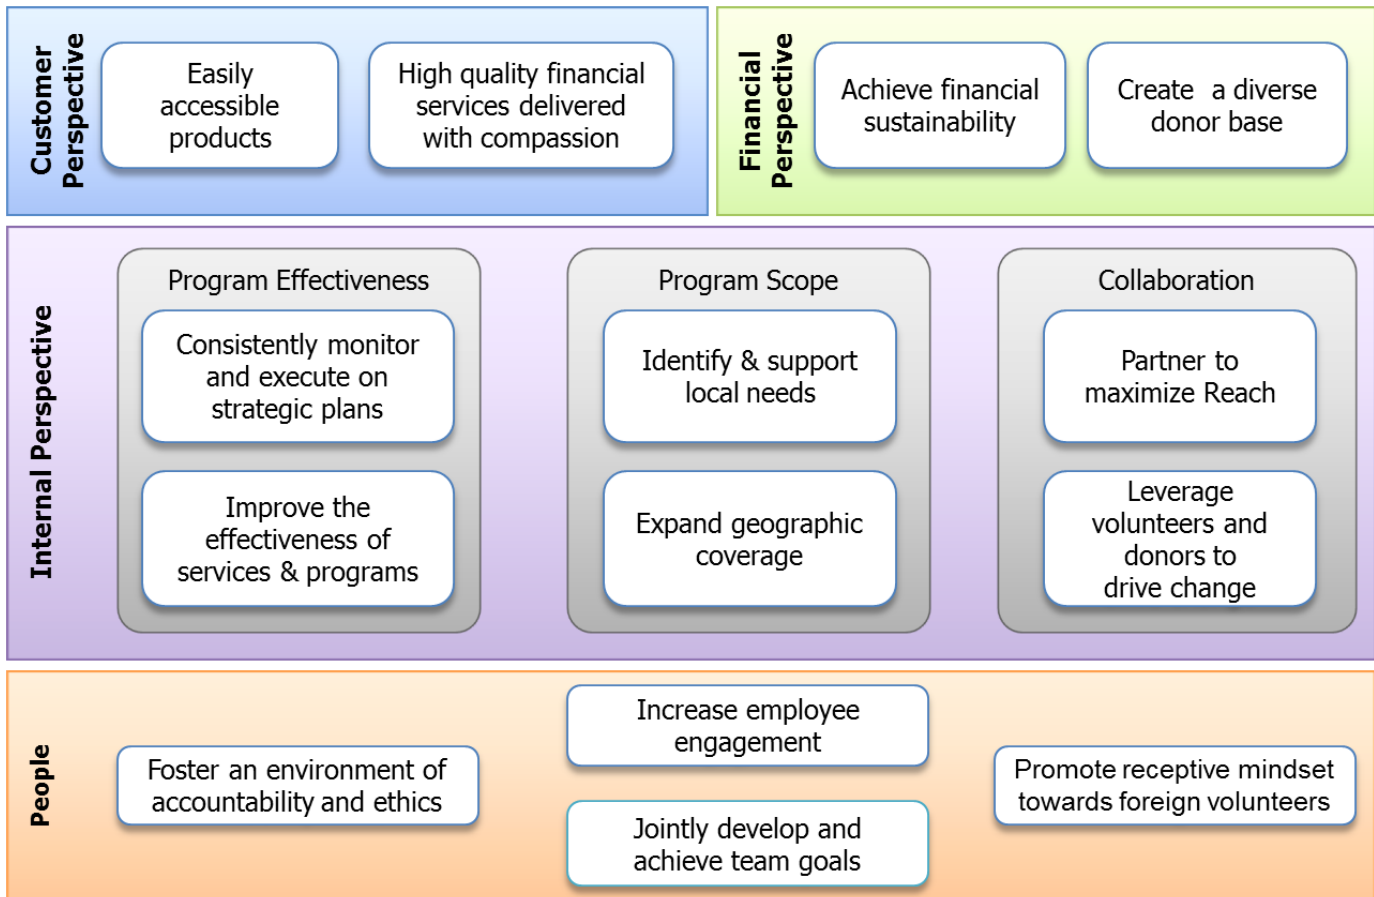 Customer
Perspective
Easily
accessible
products
High quality financial
services delivered
with compassion
Financial
Perspective
Achieve financial
sustainability
Create a diverse
donor base
Internal Perspective
Program Effectiveness
Consistently monitor
and execute on
strategic plans
Improve the
effectiveness of
services & programs
Program Scope
Identify & support
local needs
Expand geographic
coverage
Collaboration
Partner to
maximize Reach
Leverage
volunteers and
donors to
drive change
People
Foster an environment of
accountability and ethics
Increase employee
engagement
Jointly develop and
achieve team goals
Promote receptive mindset
towards foreign volunteers